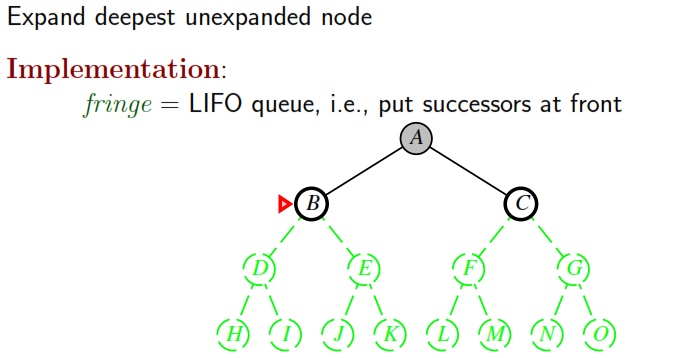 Expand deepest unexpanded node
Implementation:
fringe = LIFO queue, i.e., put successors at front
A
B C
D E F G
H I J K L M N O